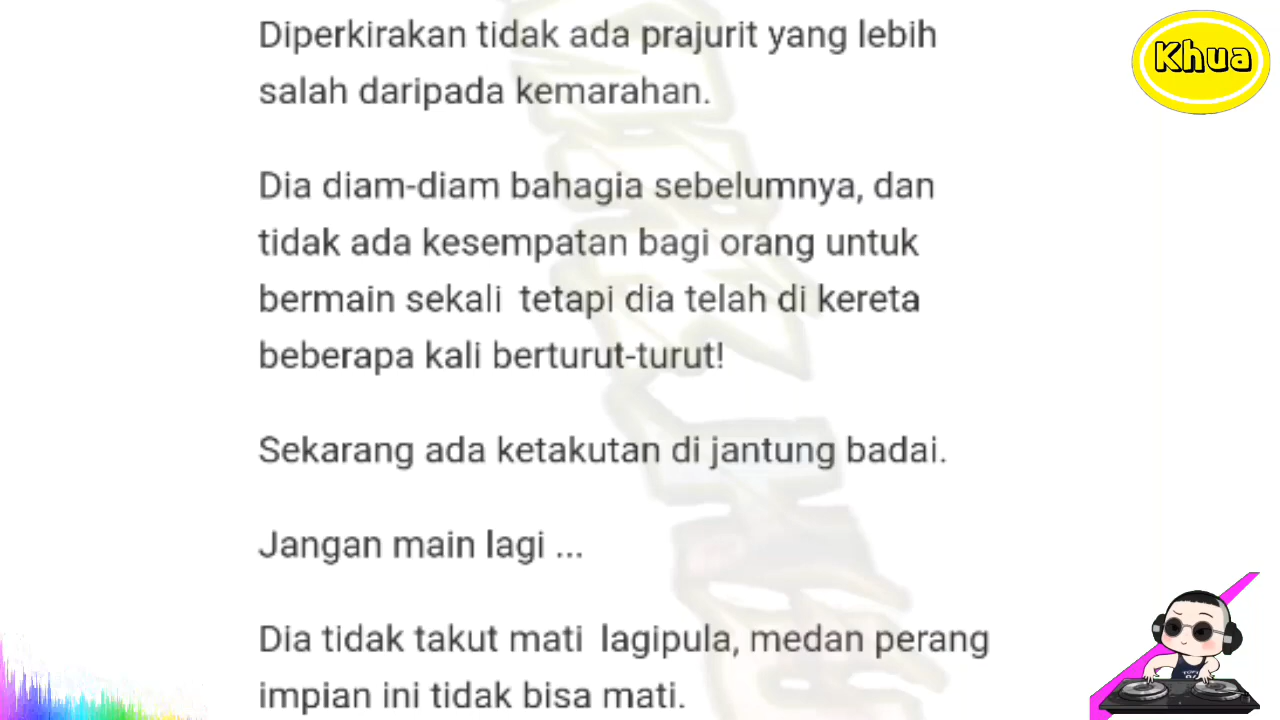 Diperkirakan tidak ada prajurit yang lebih
salah daripada kemarahan.
Dia diam-diam bahagia sebelumnya, dan
tidak ada kesempatan bagi orang untuk
bermain sekali tetapi dia telah di kereta
beberapa kali berturut-turut!
Sekarang ada ketakutan di jantung badai.
Jangan main lagi ...
Dia tidak takut mati lagipula, medan perang
impian ini tidak bisa mati.
Khua